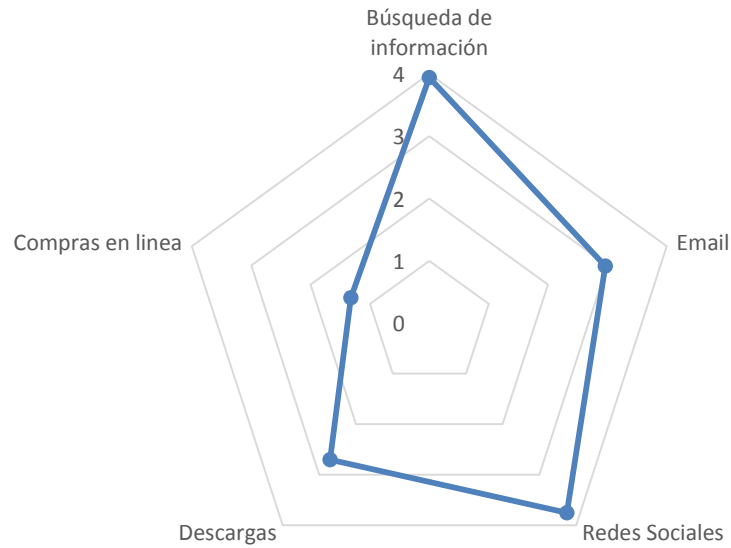 Búsqueda de
información
4
3
2
1
0
Compras en linea
Email
Descargas
Redes Sociales